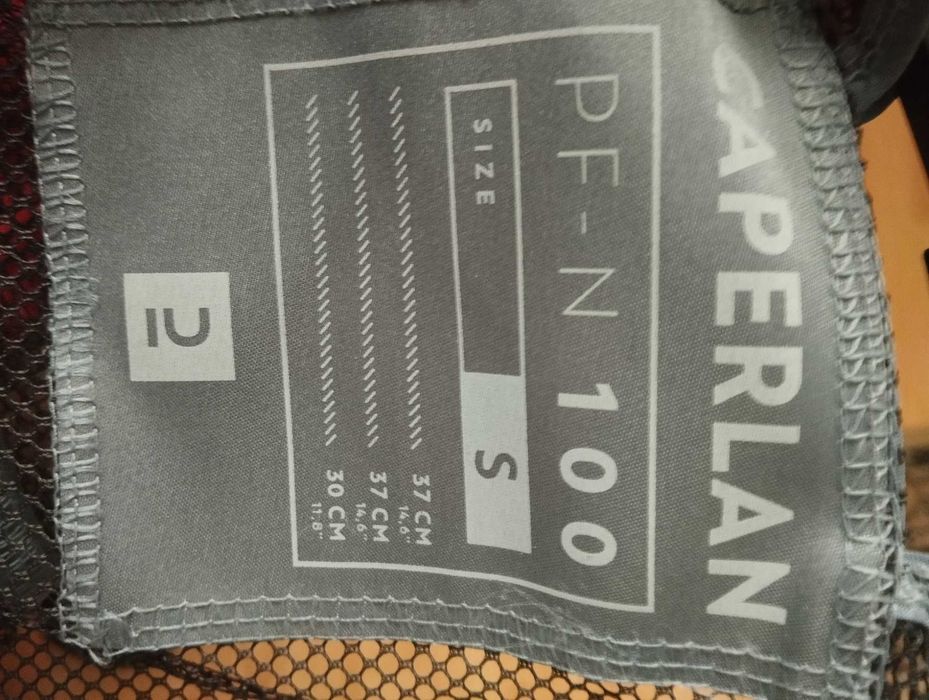 CAPERLAN
PF-N 100
SIZE S
37 CM
14,6"
37 CM
14,6"
30 CM
11,8"